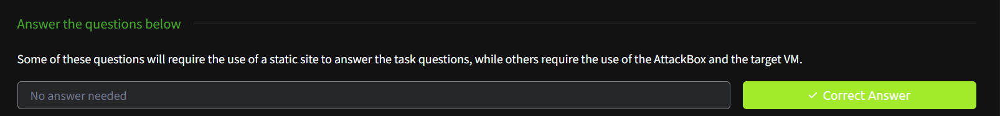 Answer the questions below
Some of these questions will require the use of a static site to answer the task questions, while others require the use of the AttackBox and the target VM.
No answer needed
✓ Correct Answer